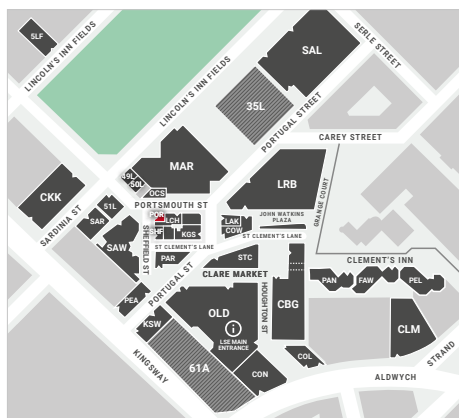 5LF
LINCOLN'S INN FIELDS
LINCOLN'S INN FIELDS
SAL
SERLE STREET
35L
PORTUGAL STREET
CAREY STREET
MAR
49L
50L
OCS
CKK
SARDINIA ST
51L
SAR
SAW
PORTSMOUTH ST
POR
LCH
KGS
SHEFFIELD ST
ST CLEMENT'S LANE
PAR
LRB
GRANGE COURT
LAK
COW
JOHN WATKINS
PLAZA
ST CLEMENT'S LANE
STC
CLARE MARKET
PORTUGAL ST
HOUGHTON ST
CLEMENT'S INN
PAN
FAW
PEL
PEA
KSW
OLD
LSE MAIN
ENTRANCE
CBG
CLM
61A
CON
COL
KINGSWAY
ALDWYCH
STRAND